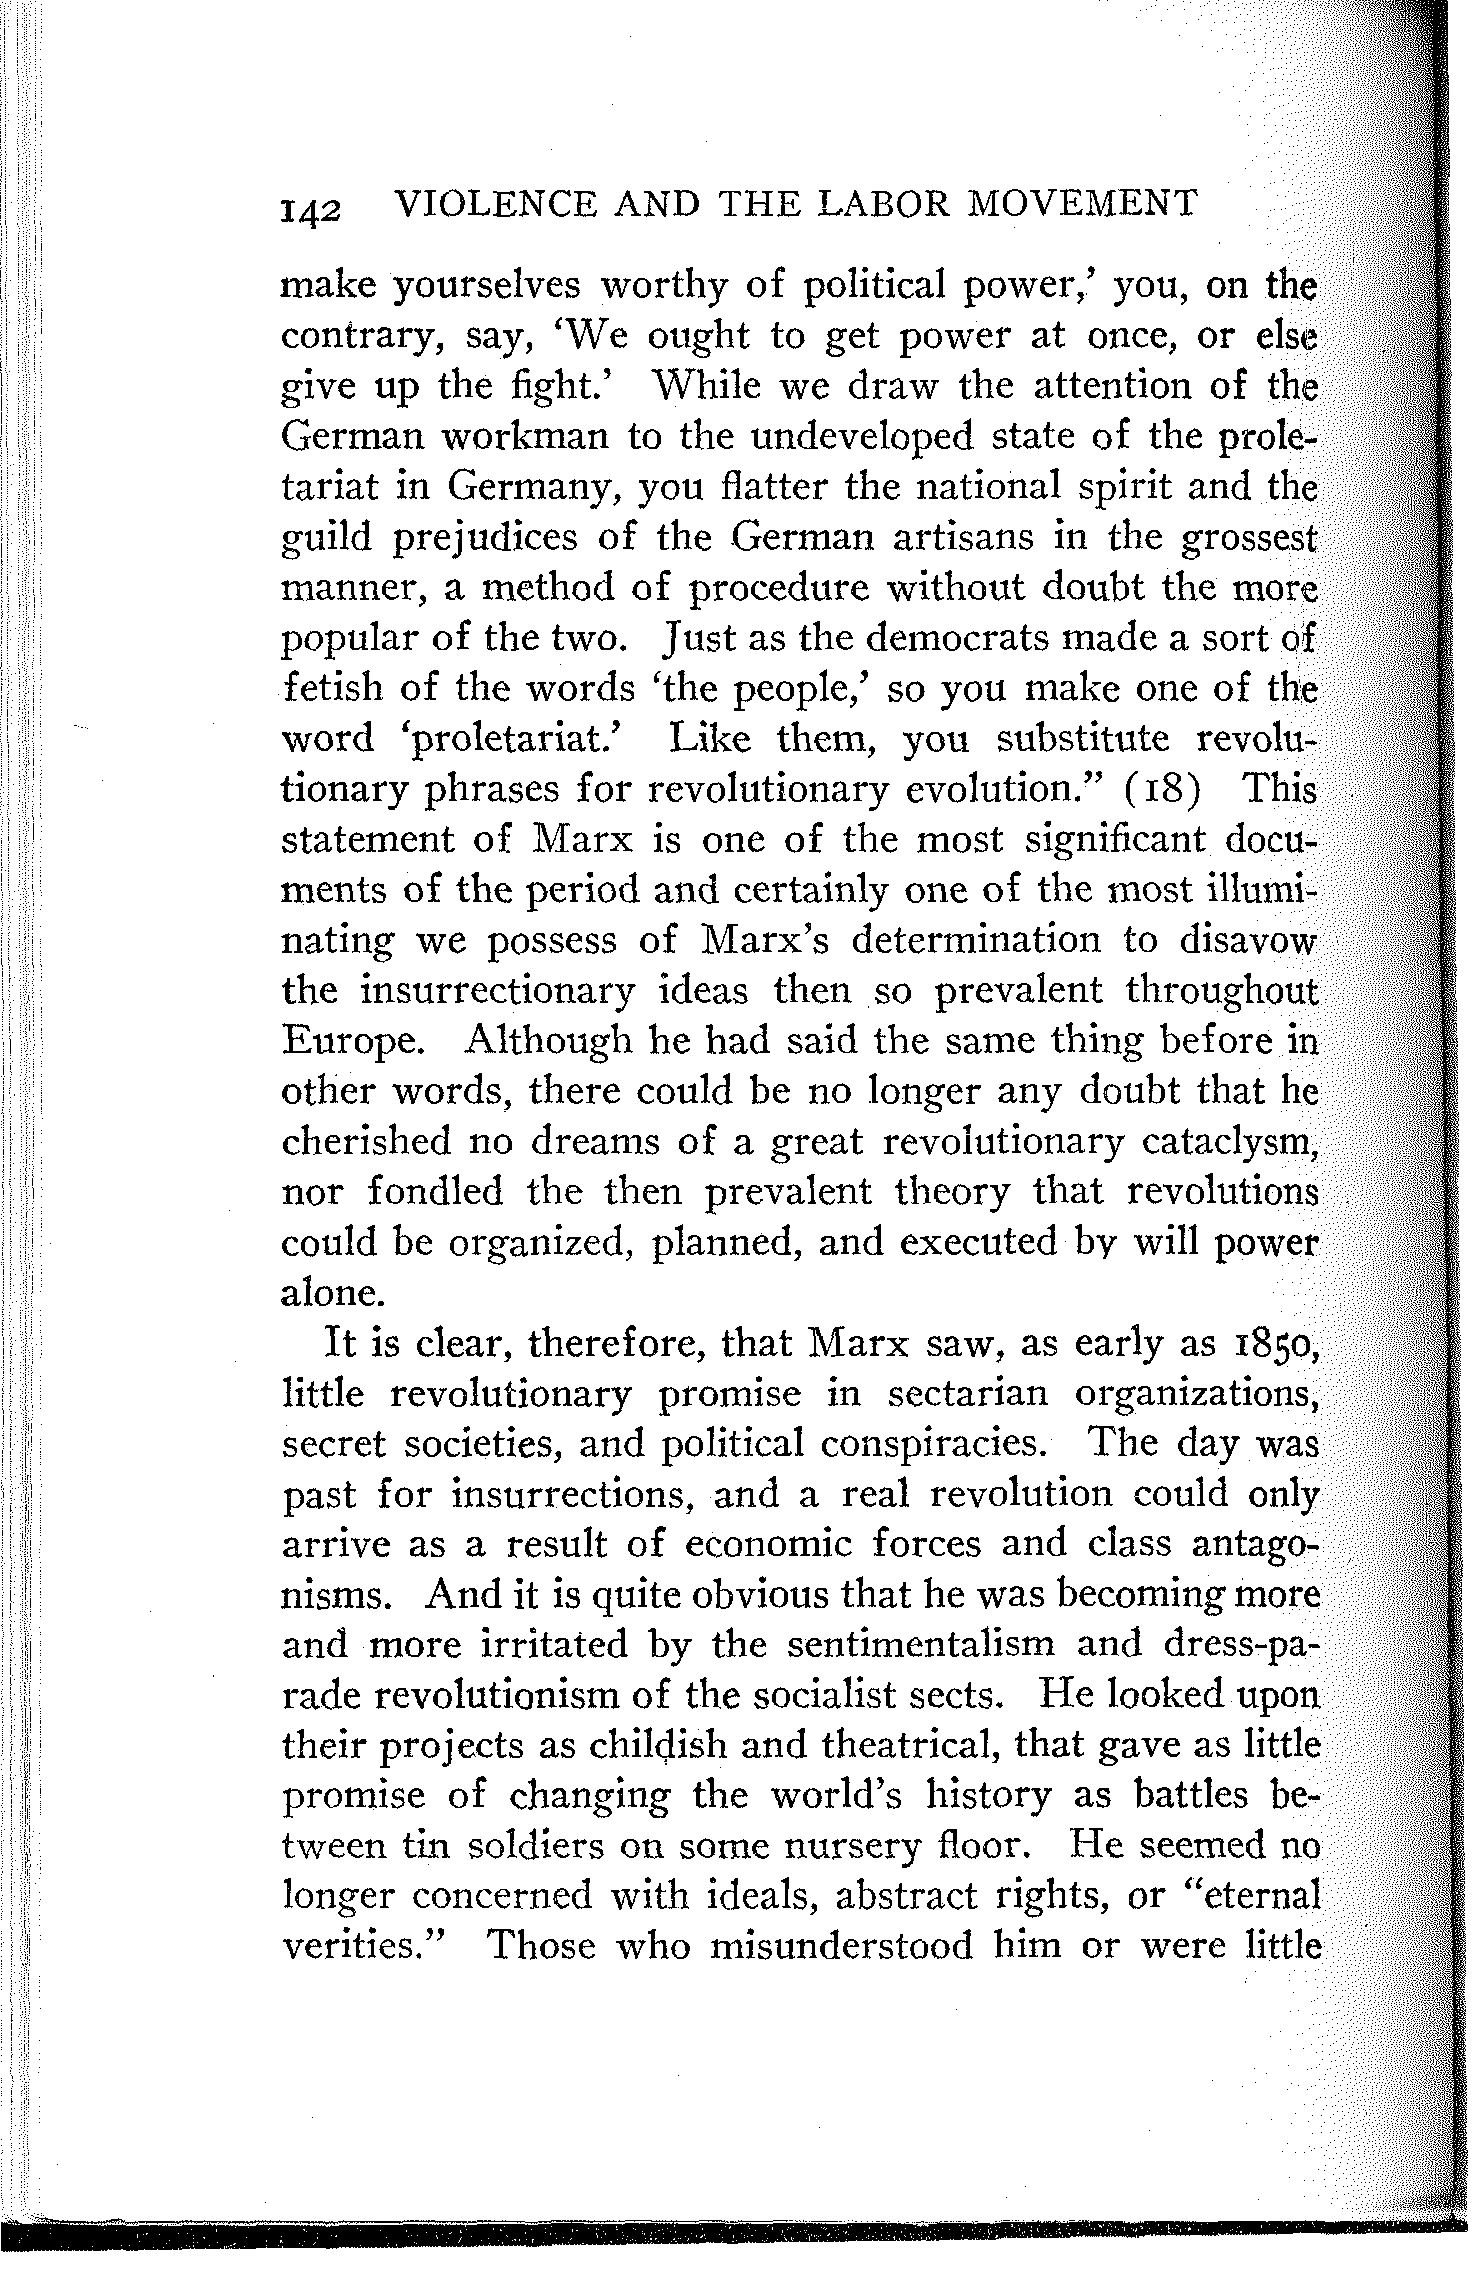 142 VIOLENCE AND THE LABOR MOVEMENT
make yourselves worthy of political power,’ you, on the
contrary, say, ‘We ought to get power at once, or else
give up the fight.’ While we draw the attention of the
German workman to the undeveloped state of the prole-
tariat in Germany, you flatter the national spirit and the
guild prejudices of the German artisans in the grossest
manner, a method of procedure without doubt the more
popular of the two. Just as the democrats made a sort of
fetish of the words ‘the people,’ so you make one of the
word ‘proletariat.’ Like them, you substitute revolu-
tionary phrases for revolutionary evolution.” (18) This
statement of Marx is one of the most significant docu-
ments of the period and certainly one of the most illumi-
nating we possess of Marx’s determination to disavow
the insurrectionary ideas then so prevalent throughout
Europe. Although he had said the same thing before in
other words, there could be no longer any doubt that he
cherished no dreams of a great revolutionary cataclysm,
nor fondled the then prevalent theory that revolutions
could be organized, planned, and executed by will power
alone.
It is clear, therefore, that Marx saw, as early as 1850,
little revolutionary promise in sectarian organizations,
secret societies, and political conspiracies. The day was
past for insurrections, and a real revolution could only
arrive as a result of economic forces and class antago-
nisms. And it is quite obvious that he was becoming more
and more irritated by the sentimentalism and dress-pa-
rade revolutionism of the socialist sects. He looked upon
their projects as childish and theatrical, that gave as little
promise of changing the world’s history as battles be-
tween tin soldiers on some nursery floor. He seemed no
longer concerned with ideals, abstract rights, or “eternal
verities.” Those who misunderstood him or were little